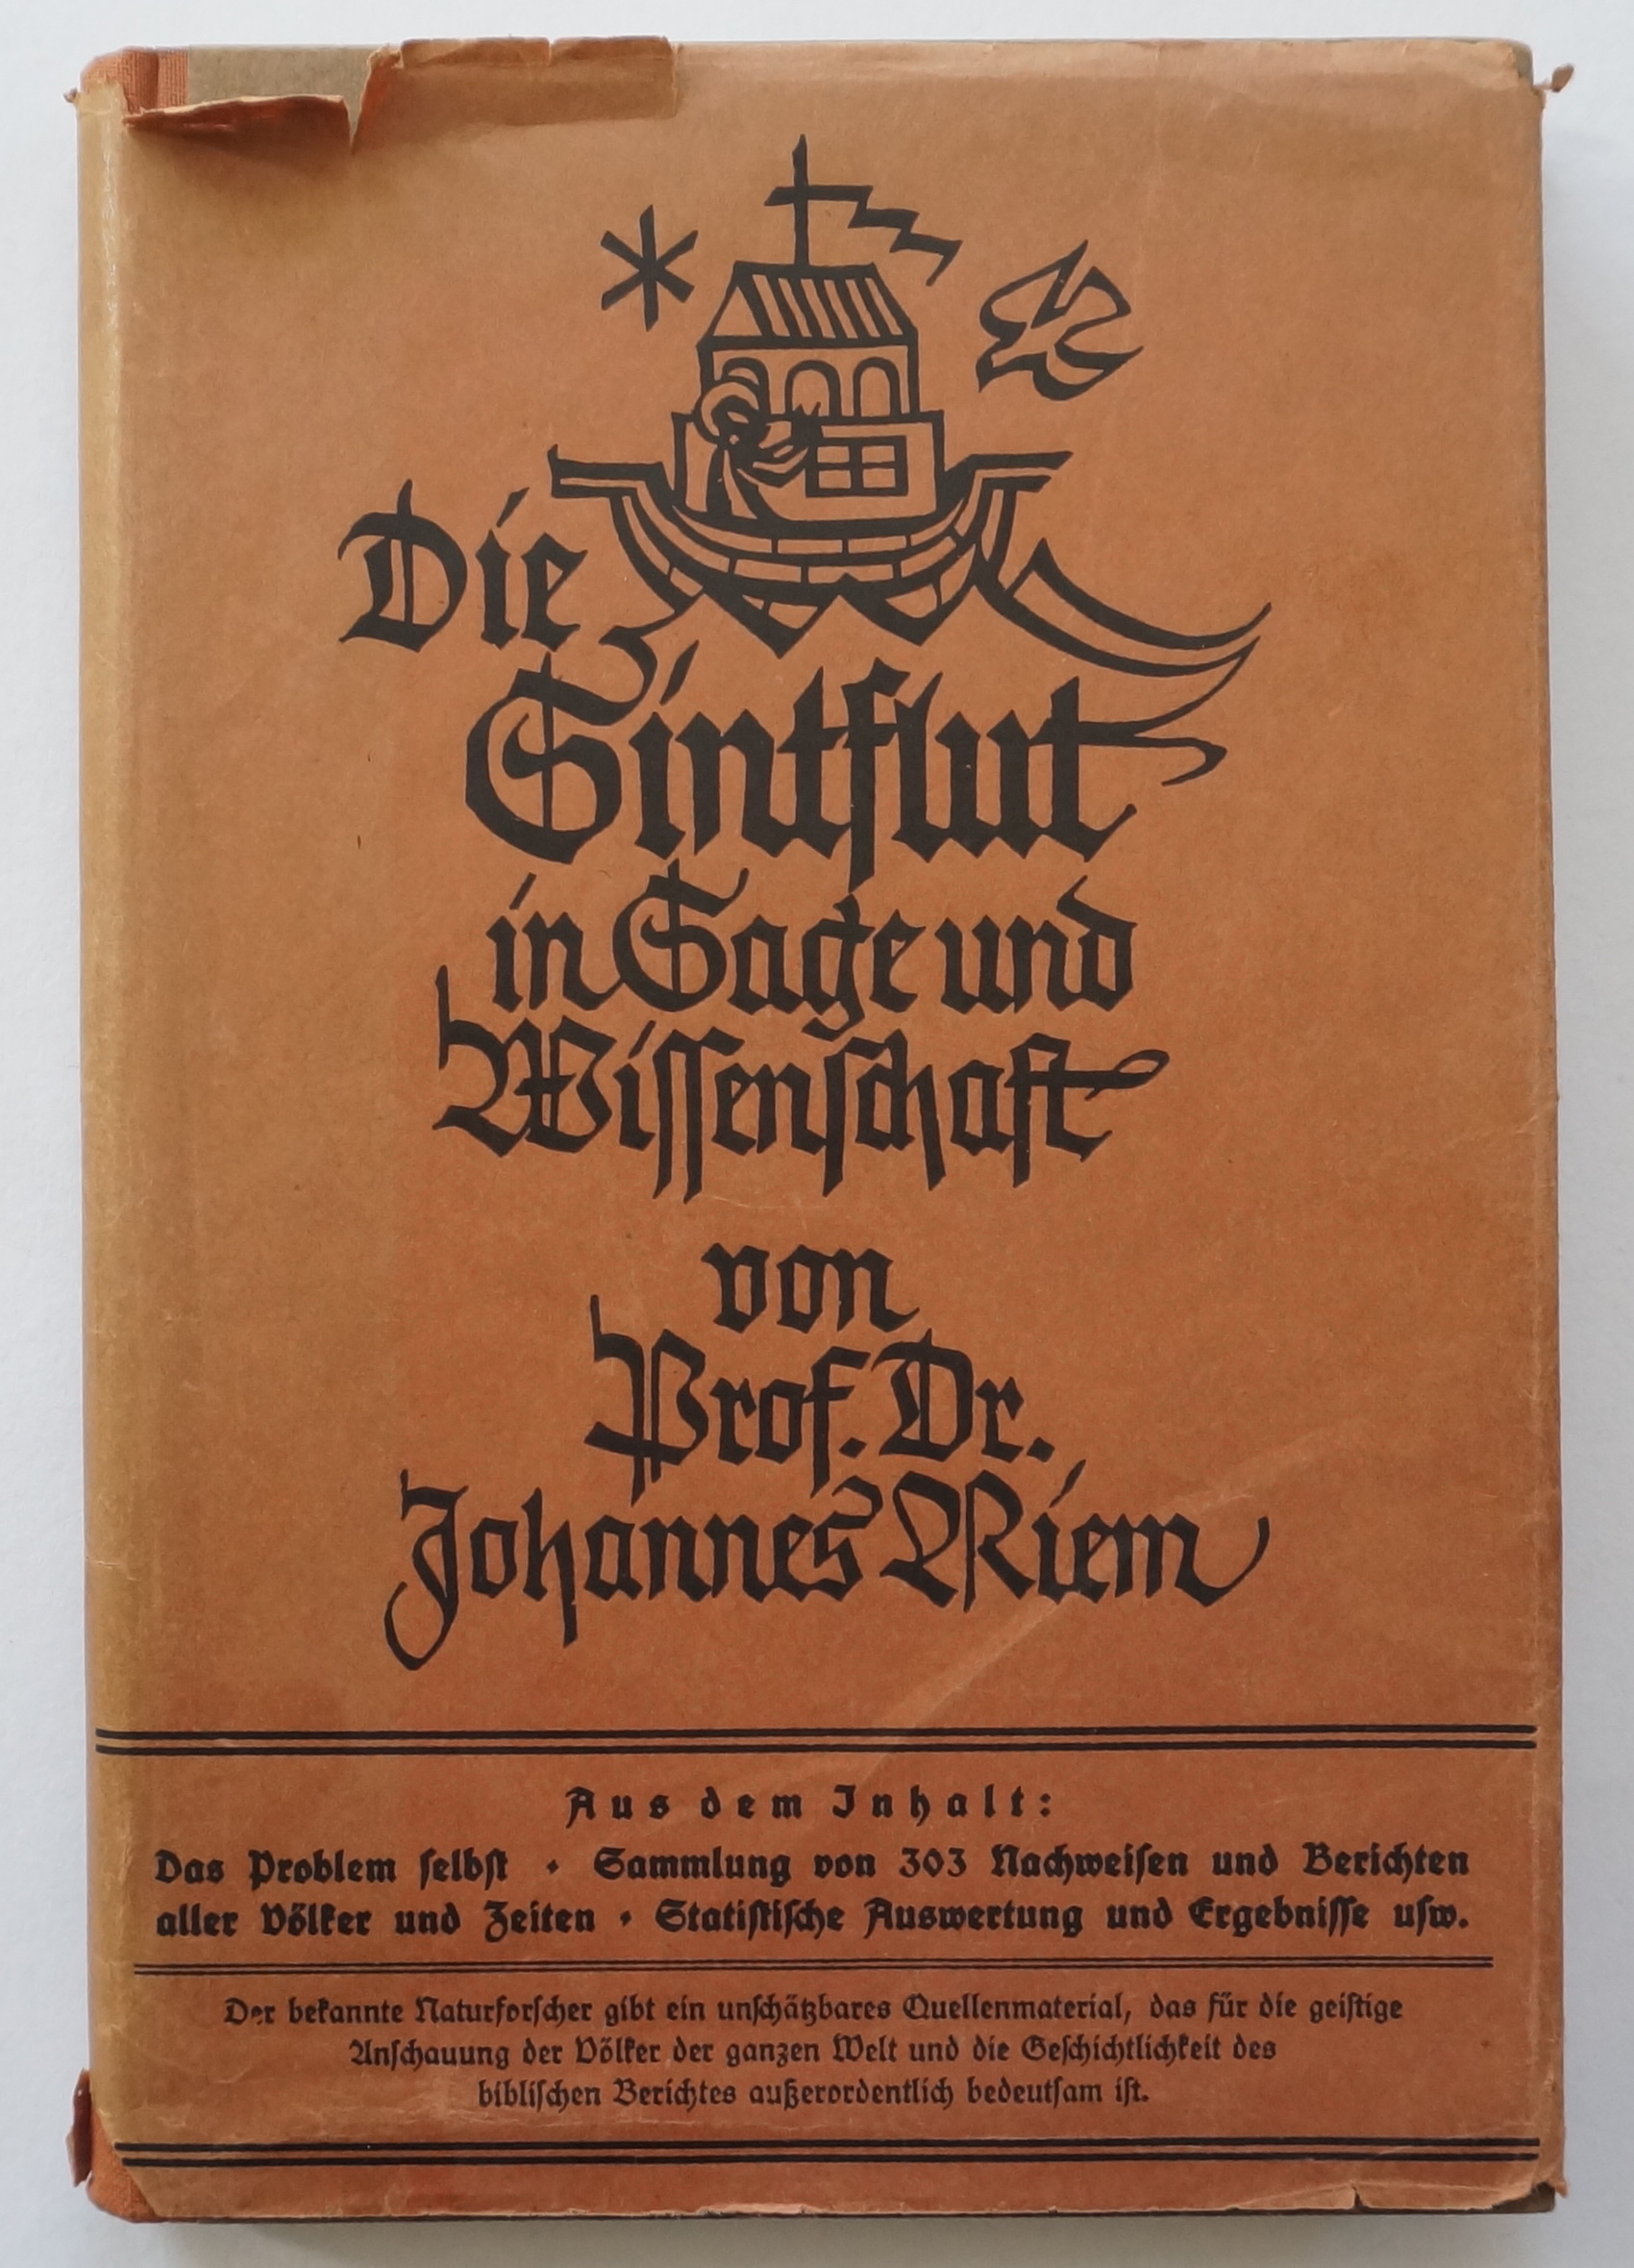 Die
Sintflut
in Sage und
Wissenschaft
von
Prof. Dr.
Johannes Riem
Aus dem Inhalt:
Das Problem selbst · Sammlung von 303 Nachweisen und Berichten
aller Völker und Zeiten · Statistische Auswertung und Ergebnisse usw.
Der bekannte Naturforscher gibt ein unschätzbares Quellenmaterial, das für die geistige
Anschauung der Völker der ganzen Welt und die Geschichtlichkeit des
biblischen Berichtes außerordentlich bedeutsam ist.